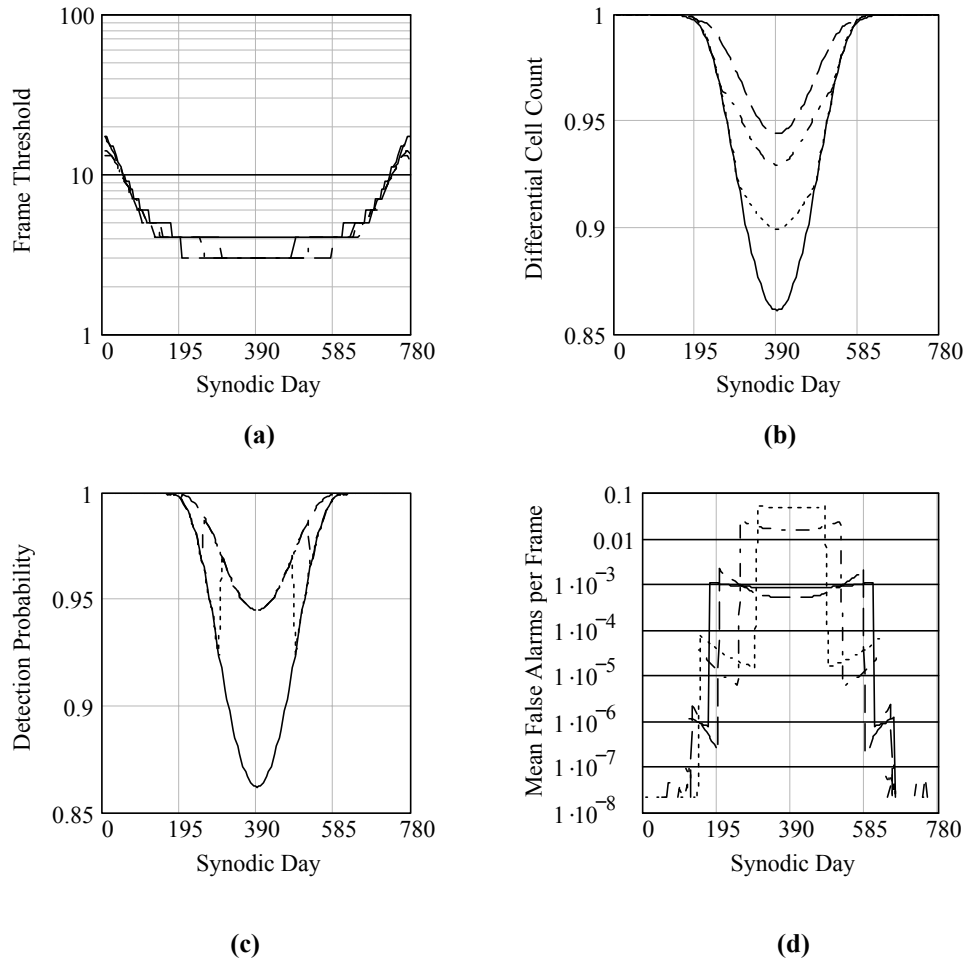 100
10
1
Frame Threshold
0 195 390 585 780
Synodic Day
(a)
1
0.95
0.9
0.85
Differential Cell Count
0 195 390 585 780
Synodic Day
(b)
1
0.95
0.9
0.85
Detection Probability
0 195 390 585 780
Synodic Day
(c)
0.1
0.01
1·10⁻³
1·10⁻⁴
1·10⁻⁵
1·10⁻⁶
1·10⁻⁷
1·10⁻⁸
Mean False Alarms per Frame
0 195 390 585 780
Synodic Day
(d)